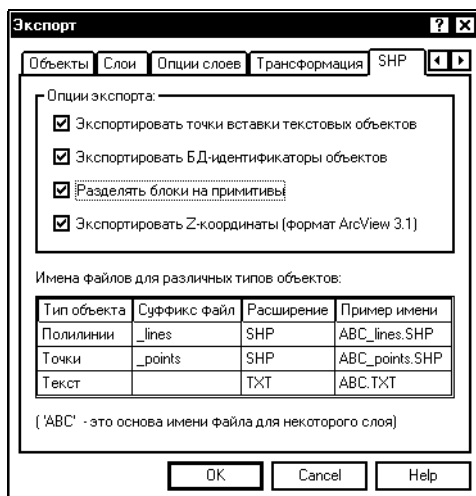 Экспорт
Объекты Слои Опции слоев Трансформация SHP
Опции экспорта:
Экспортировать точки вставки текстовых объектов
Экспортировать БД-идентификаторы объектов
Разделять блоки на примитивы
Экспортировать Z-координаты (формат ArcView 3.1)
Имена файлов для различных типов объектов:
Тип объекта Суффикс файл Расширение Пример имени
Полилинии _lines SHP ABC_lines.SHP
Точки _points SHP ABC_points.SHP
Текст TXT ABC.TXT
( 'ABC' - это основа имени файла для некоторого слоя)
OK Cancel Help